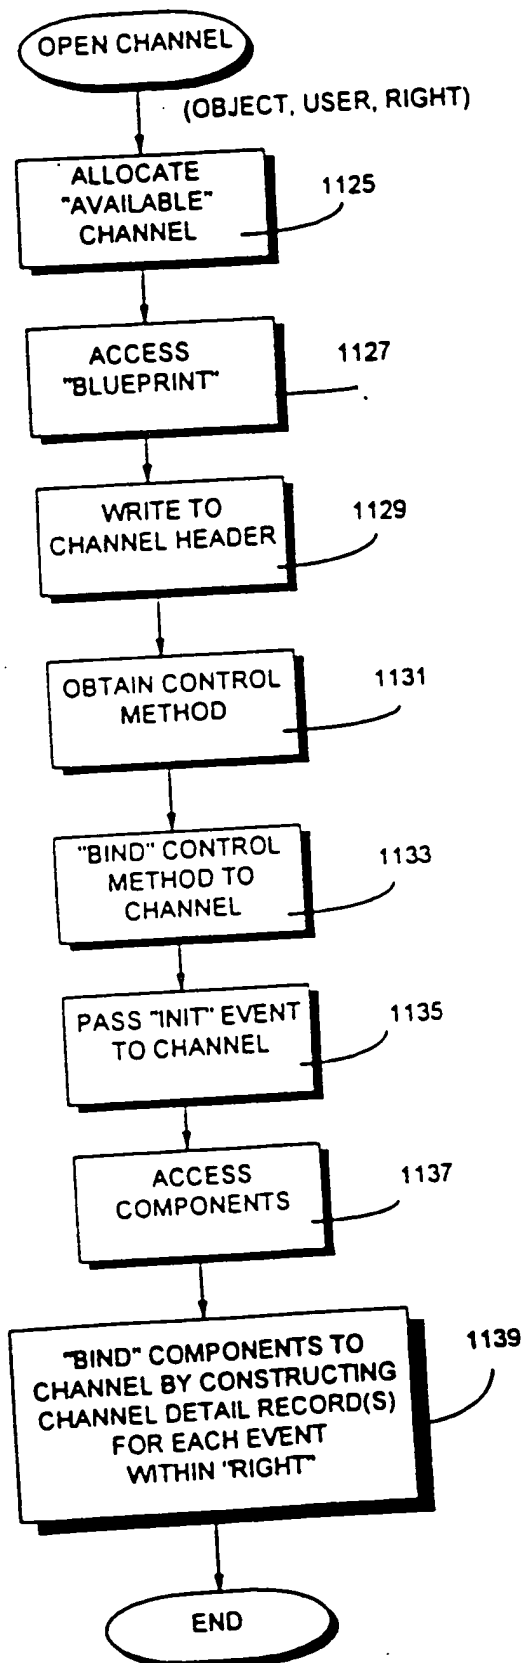 OPEN CHANNEL
(OBJECT, USER, RIGHT)
ALLOCATE
"AVAILABLE"
CHANNEL
1125
ACCESS
"BLUEPRINT"
1127
WRITE TO
CHANNEL HEADER
1129
OBTAIN CONTROL
METHOD
1131
"BIND" CONTROL
METHOD TO
CHANNEL
1133
PASS "INIT" EVENT
TO CHANNEL
1135
ACCESS
COMPONENTS
1137
"BIND" COMPONENTS TO
CHANNEL BY CONSTRUCTING
CHANNEL DETAIL RECORD(S)
FOR EACH EVENT
WITHIN "RIGHT"
1139
END